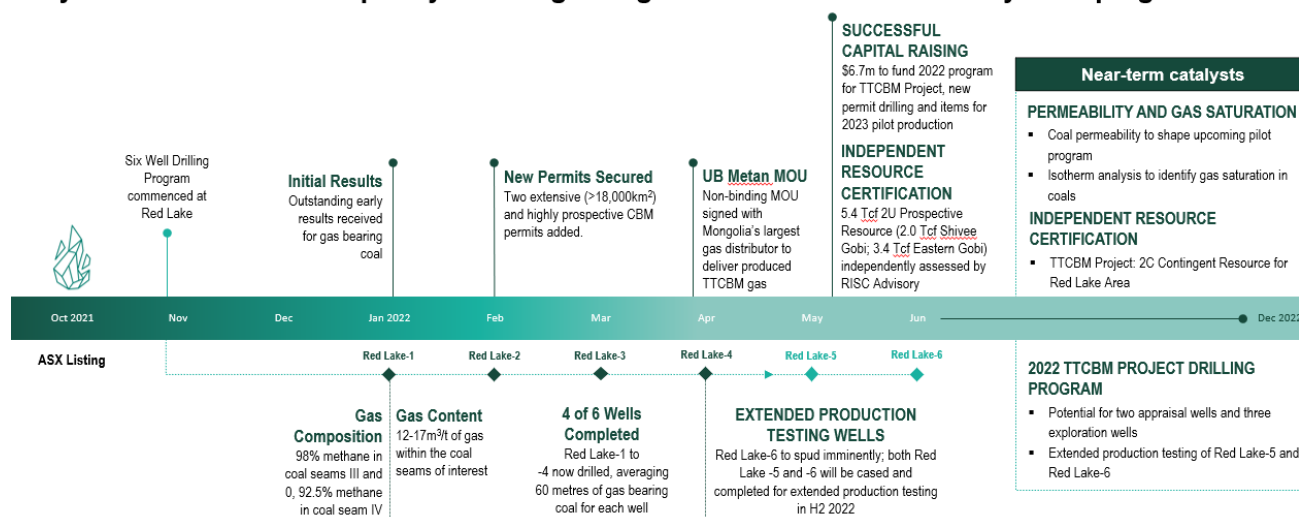 SUCCESSFUL
CAPITAL RAISING
$6.7m to fund 2022 program
for TTCBM Project, new
permit drilling and items for
2023 pilot production
Near-term catalysts
Six Well Drilling
Program
commenced at
Red Lake
Initial Results
Outstanding early
results received
for gas bearing
coal
New Permits Secured
Two extensive (>18,000km²)
and highly prospective CBM
permits added.
UB Metan MOU
Non-binding MOU
signed with
Mongolia's largest
gas distributor to
deliver produced
TTCBM gas
INDEPENDENT
RESOURCE
CERTIFICATION
5.4 Tcf 2U Prospective
Resource (2.0 Tcf Shivee
Gobi; 3.4 Tcf Eastern Gobi)
independently assessed by
RISC Advisory
PERMEABILITY AND GAS SATURATION
▪ Coal permeability to shape upcoming pilot
program
▪ Isotherm analysis to identify gas saturation in
coals
INDEPENDENT RESOURCE
CERTIFICATION
▪ TTCBM Project: 2C Contingent Resource for
Red Lake Area
Oct 2021 Nov Dec Jan 2022 Feb Mar Apr May Jun Dec 2022
ASX Listing
Red Lake-1 Red Lake-2 Red Lake-3 Red Lake-4 Red Lake-5 Red Lake-6
Gas
Composition
98% methane in
coal seams III and
0, 92.5% methane
in coal seam IV
Gas Content
12-17m³/t of gas
within the coal
seams of interest
4 of 6 Wells
Completed
Red Lake-1 to
-4 now drilled, averaging
60 metres of gas bearing
coal for each well
EXTENDED PRODUCTION
TESTING WELLS
Red Lake-6 to spud imminently; both Red
Lake -5 and -6 will be cased and
completed for extended production testing
in H2 2022
2022 TTCBM PROJECT DRILLING
PROGRAM
▪ Potential for two appraisal wells and three
exploration wells
▪ Extended production testing of Red Lake-5 and
Red Lake-6